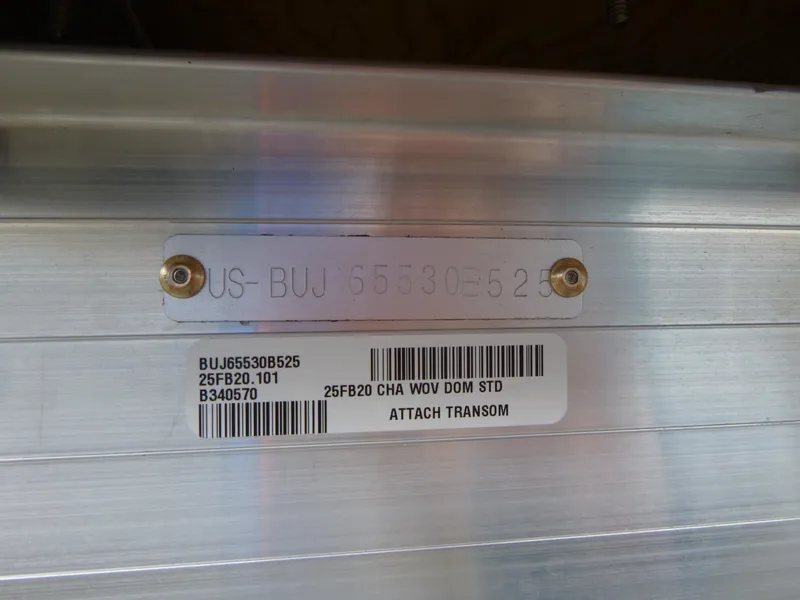 US-BUJ 65530B525
BUJ65530B525
25FB20.101
B340570
25FB20 CHA WOV DOM STD
ATTACH TRANSOM